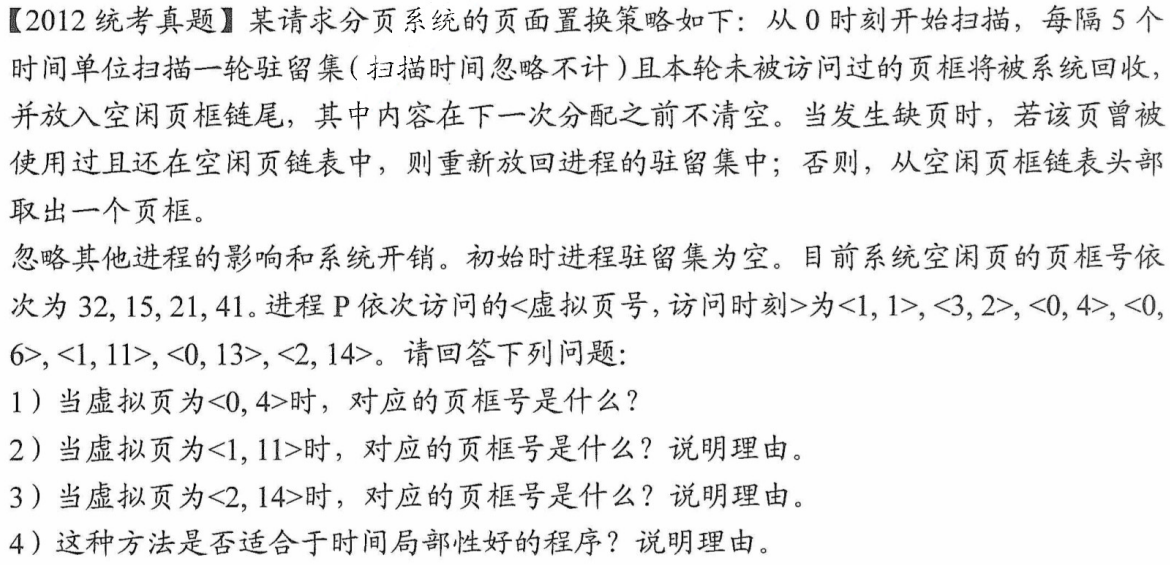 【2012 统考真题】某请求分页系统的页面置换策略如下：从 0 时刻开始扫描，每隔 5 个
时间单位扫描一轮驻留集(扫描时间忽略不计)且本轮未被访问过的页框将被系统回收，
并放入空闲页框链尾，其中内容在下一次分配之前不清空。当发生缺页时，若该页曾被
使用过且还在空闲页链表中，则重新放回进程的驻留集中；否则，从空闲页框链表头部
取出一个页框。
忽略其他进程的影响和系统开销。初始时进程驻留集为空。目前系统空闲页的页框号依
次为 32, 15, 21, 41。进程 P 依次访问的<虚拟页号，访问时刻>为<1, 1>, <3, 2>, <0, 4>, <0,
6>, <1, 11>, <0, 13>, <2, 14>。请回答下列问题：
1）当虚拟页为<0, 4>时，对应的页框号是什么？
2）当虚拟页为<1, 11>时，对应的页框号是什么？说明理由。
3）当虚拟页为<2, 14>时，对应的页框号是什么？说明理由。
4）这种方法是否适合于时间局部性好的程序？说明理由。